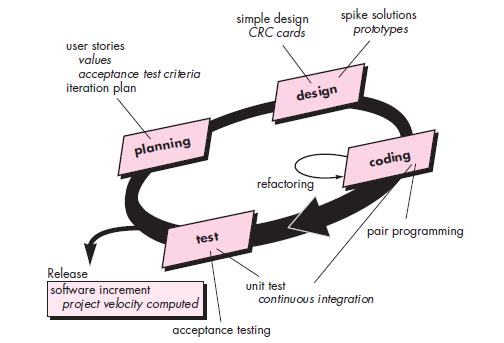 simple design
CRC cards
spike solutions
prototypes
user stories
values
acceptance test criteria
iteration plan
design
planning
coding
refactoring
test
pair programming
Release
software increment
project velocity computed
unit test
continuous integration
acceptance testing